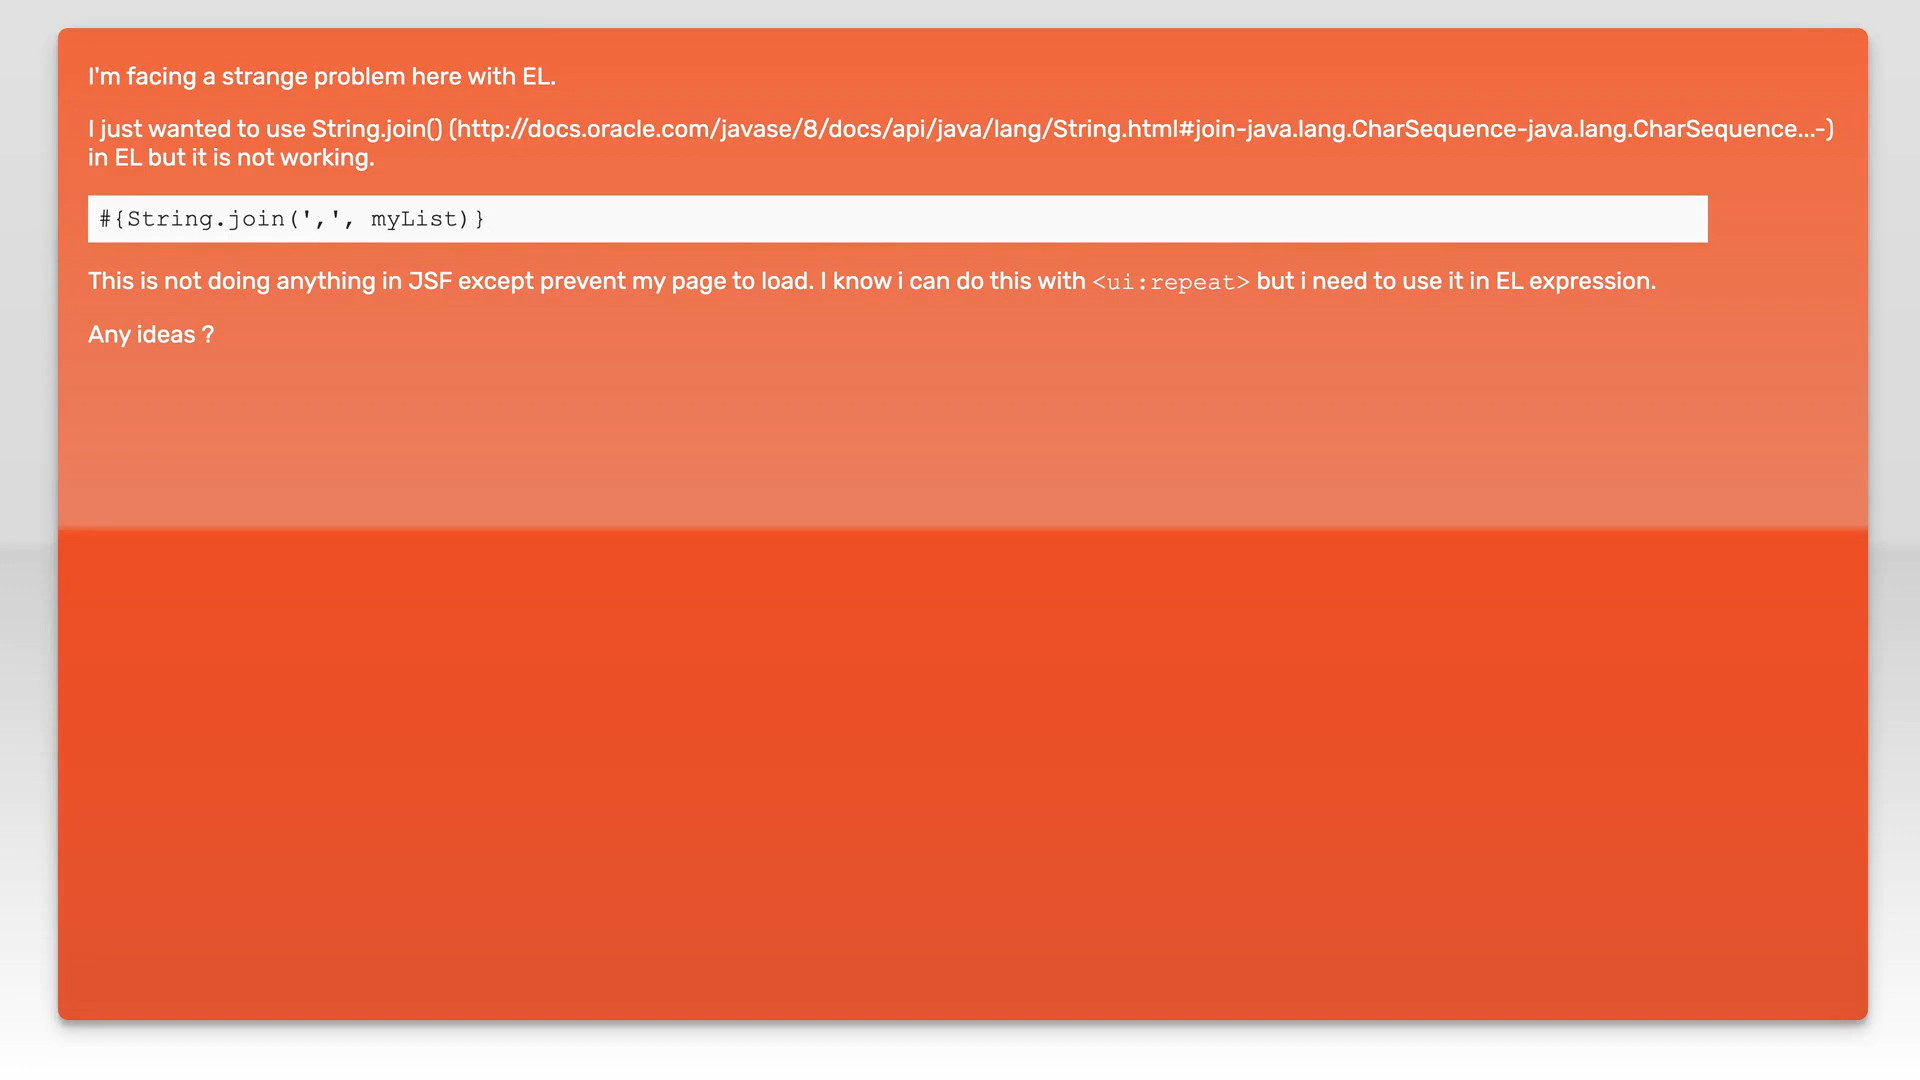 I'm facing a strange problem here with EL.
I just wanted to use String.join() (http://docs.oracle.com/javase/8/docs/api/java/lang/String.html#join-java.lang.CharSequence-java.lang.CharSequence...-)
in EL but it is not working.
#{String.join(',', myList)}
This is not doing anything in JSF except prevent my page to load. I know i can do this with <ui:repeat> but i need to use it in EL expression.
Any ideas ?